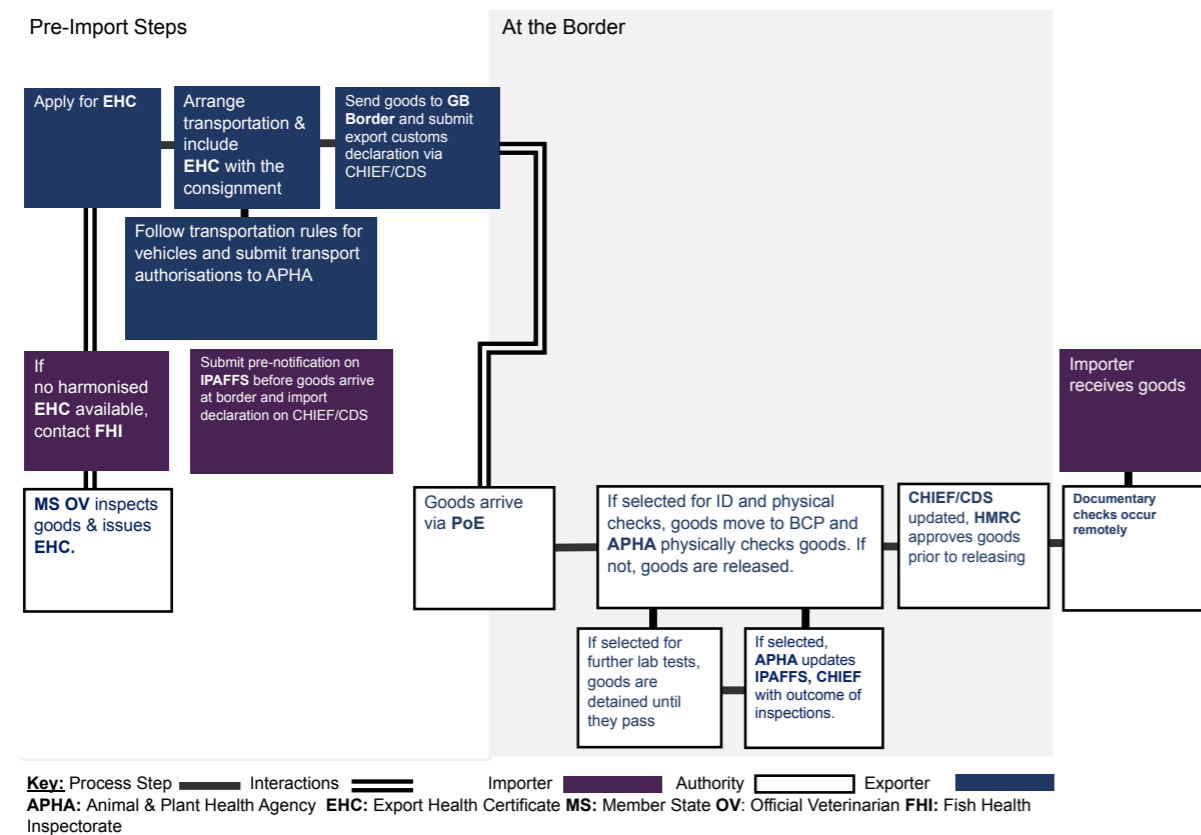 Pre-Import Steps
At the Border
Apply for EHC
Arrange
transportation &
include
EHC with the
consignment
Send goods to GB
Border and submit
export customs
declaration via
CHIEF/CDS
Follow transportation rules for
vehicles and submit transport
authorisations to APHA
If
no harmonised
EHC available,
contact FHI
Submit pre-notification on
IPAFFS before goods arrive
at border and import
declaration on CHIEF/CDS
Importer
receives goods
MS OV inspects
goods & issues
EHC.
Goods arrive
via PoE
If selected for ID and physical
checks, goods move to BCP and
APHA physically checks goods. If
not, goods are released.
CHIEF/CDS
updated, HMRC
approves goods
prior to releasing
Documentary
checks occur
remotely
If selected for
further lab tests,
goods are
detained until
they pass
If selected,
APHA updates
IPAFFS, CHIEF
with outcome of
inspections.
Key: Process Step Interactions Importer Authority Exporter
APHA: Animal & Plant Health Agency EHC: Export Health Certificate MS: Member State OV: Official Veterinarian FHI: Fish Health
Inspectorate